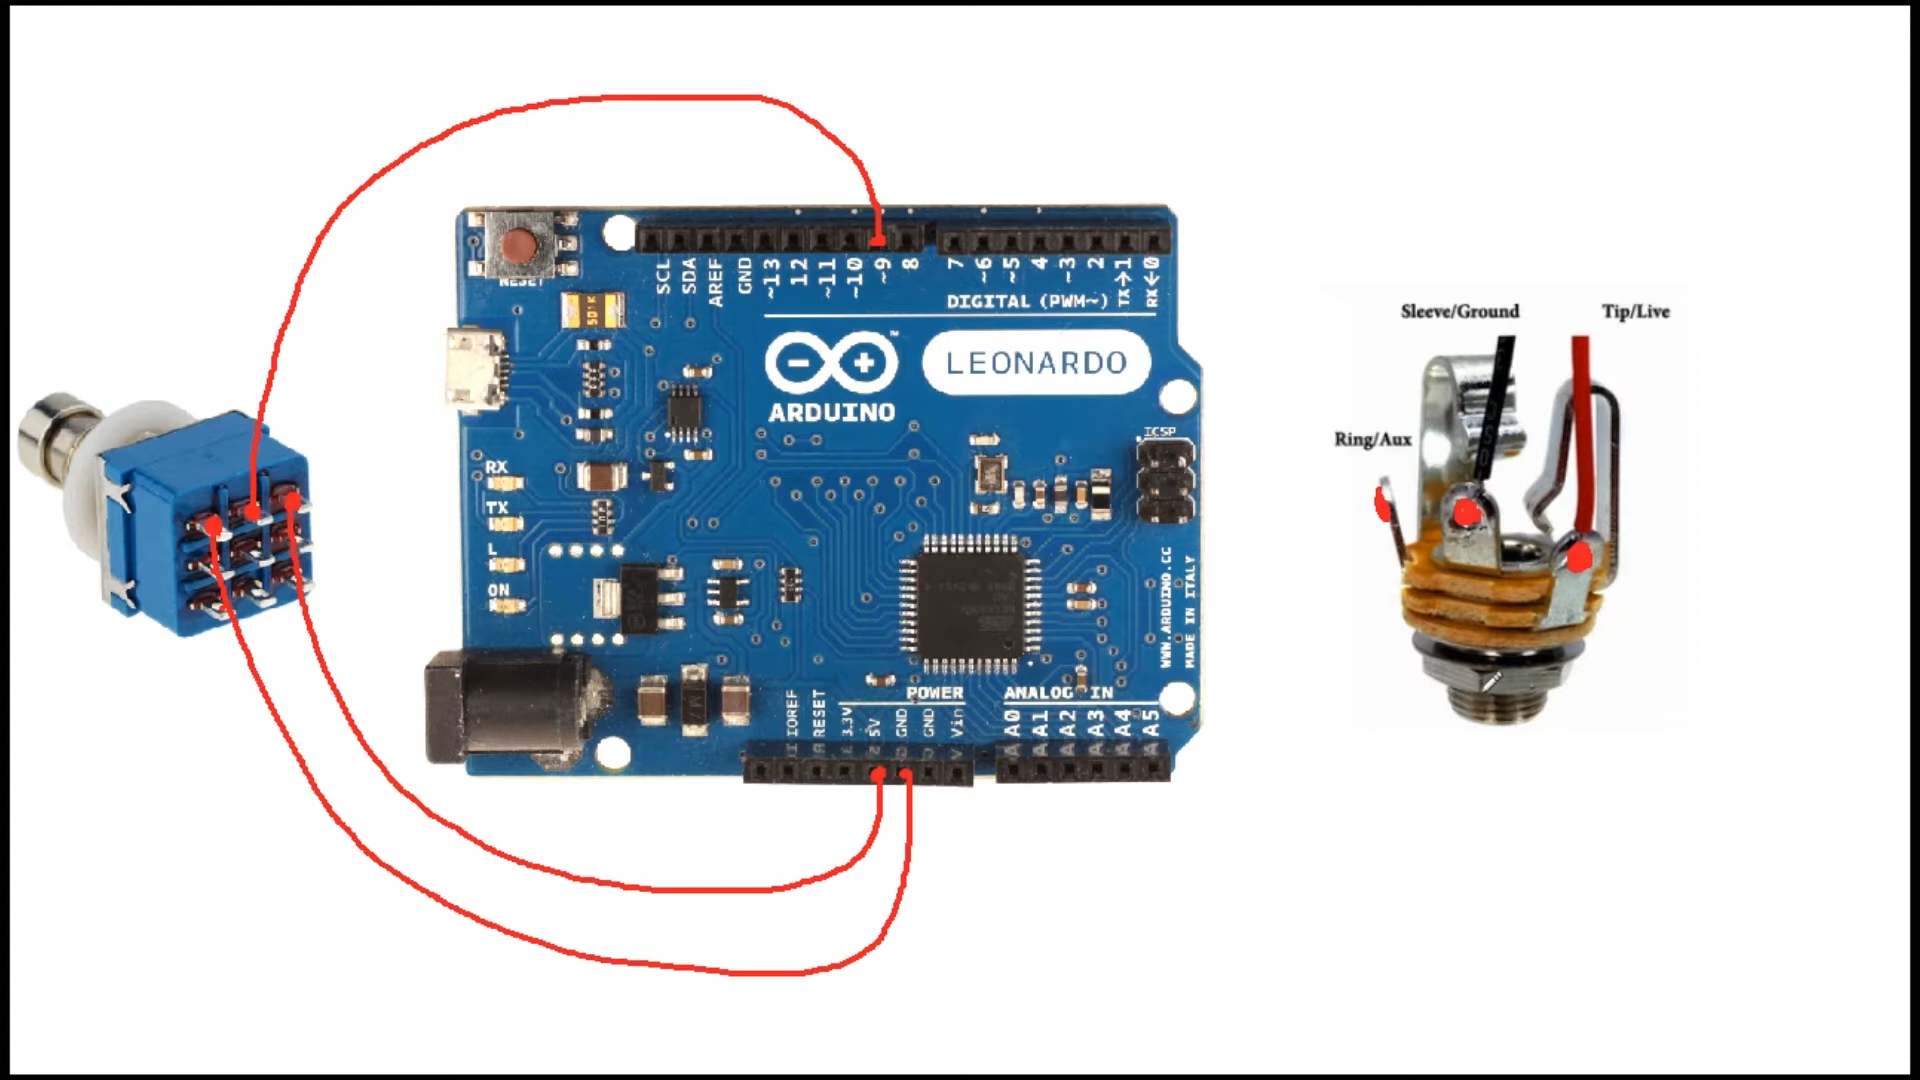 RESET
SCL
SDA
AREF
GND
~13
12
~11
~10
~9
8
7
~6
~5
4
~3
2
TX→1
RX←0
DIGITAL (PWM~)
501K
ARDUINO
LEONARDO
™
ICSP
RX
TX
L
ON
WWW.ARDUINO.CC
MADE IN ITALY
POWER
ANALOG IN
IOREF
RESET
3.3V
5V
GND
GND
Vin
A0
A1
A2
A3
A4
A5
Sleeve/Ground
Tip/Live
Ring/Aux